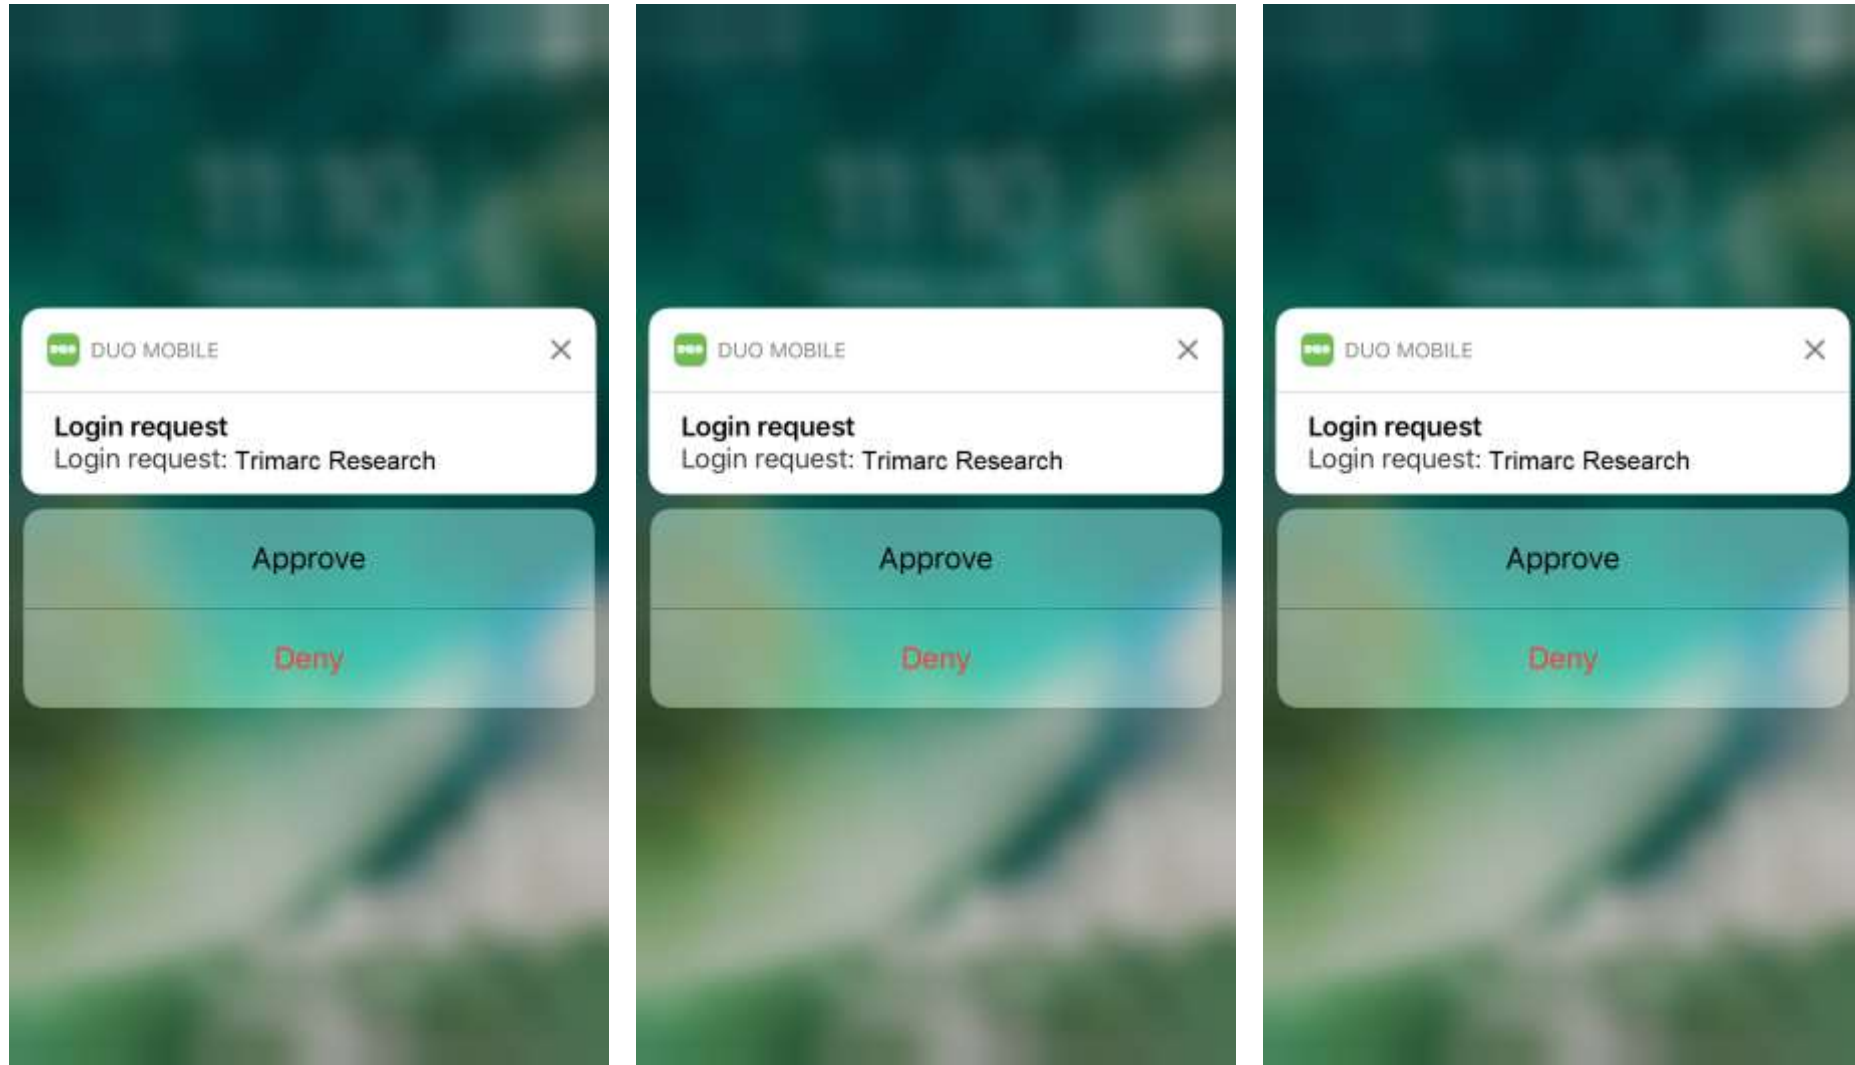 DUO MOBILE
Login request
Login request: Trimarc Research
Approve
Deny
DUO MOBILE
Login request
Login request: Trimarc Research
Approve
Deny
DUO MOBILE
Login request
Login request: Trimarc Research
Approve
Deny